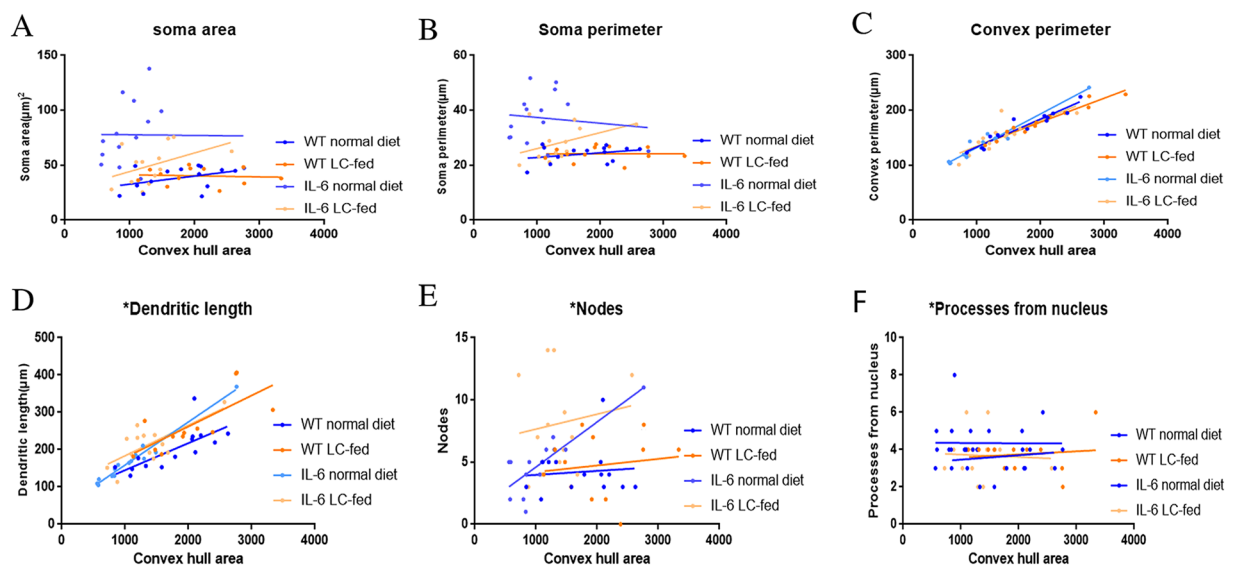 A
soma area
Soma area(μm)2
150
100
50
0
0 1000 2000 3000 4000
Convex hull area
WT normal diet
WT LC-fed
IL-6 normal diet
IL-6 LC-fed
B
Soma perimeter
Soma perimeter(μm)
60
40
20
0
0 1000 2000 3000 4000
Convex hull area
WT normal diet
WT LC-fed
IL-6 normal diet
IL-6 LC-fed
C
Convex perimeter
Convex perimeter(μm)
300
200
100
0
0 1000 2000 3000 4000
Convex hull area
WT normal diet
WT LC-fed
IL-6 normal diet
IL-6 LC-fed
D
*Dendritic length
Dendritic length(μm)
500
400
300
200
100
0
0 1000 2000 3000 4000
Convex hull area
WT normal diet
WT LC-fed
IL-6 normal diet
IL-6 LC-fed
E
*Nodes
Nodes
15
10
5
0
0 1000 2000 3000 4000
Convex hull area
WT normal diet
WT LC-fed
IL-6 normal diet
IL-6 LC-fed
F
*Processes from nucleus
Processes from nucleus
10
8
6
4
2
0
0 1000 2000 3000 4000
Convex hull area
WT normal diet
WT LC-fed
IL-6 normal diet
IL-6 LC-fed